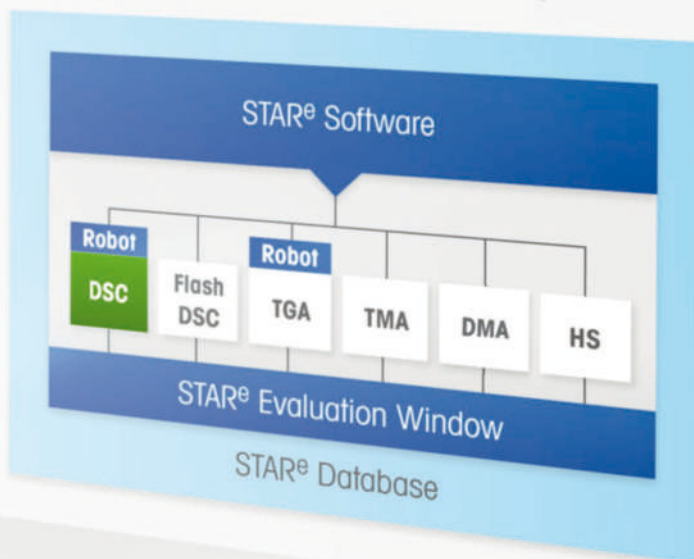 STARᵉ Software
Robot
DSC
Flash
DSC
Robot
TGA
TMA
DMA
HS
STARᵉ Evaluation Window
STARᵉ Database